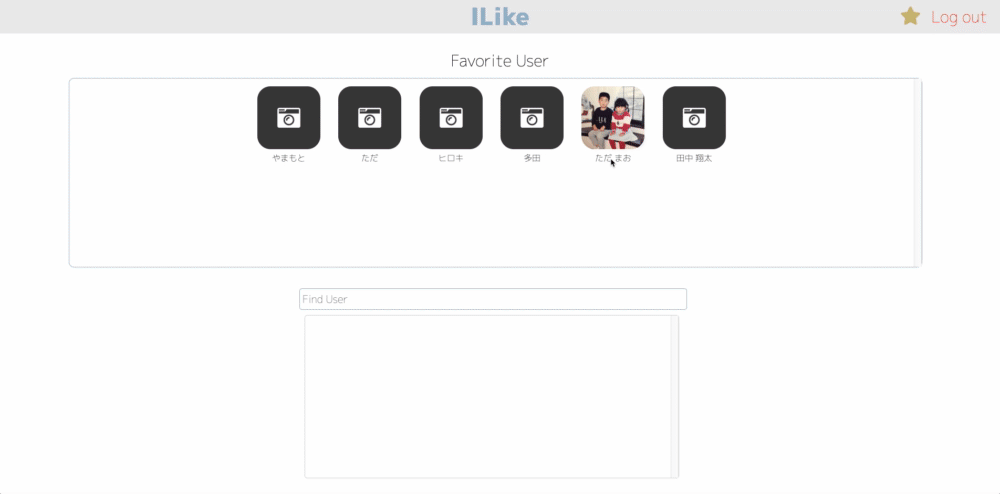 ILike
Log out
Favorite User
やまもと
ただ
ヒロキ
多田
ただ まお
田中 翔太
Find User